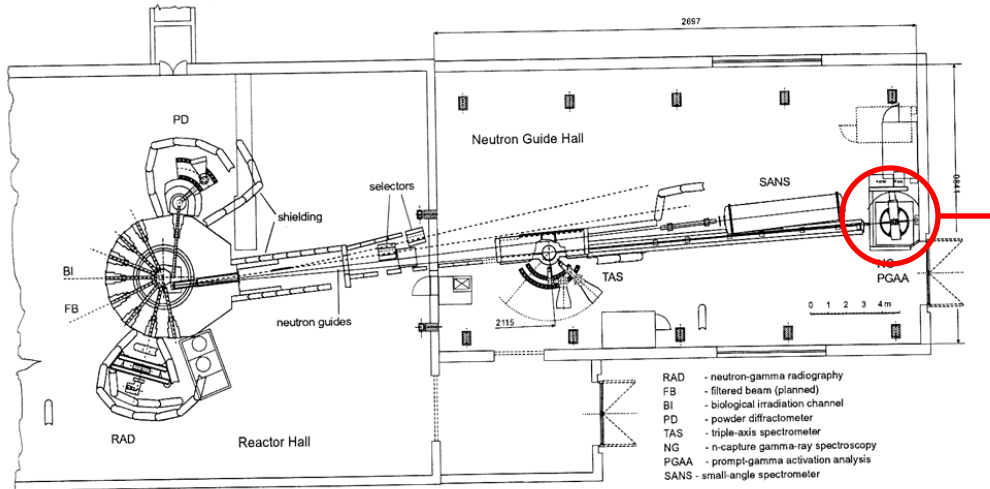 2697
PD
Neutron Guide Hall
selectors
SANS
0840
shielding
BI
FB
TAS
NG
PGAA
neutron guides
0 1 2 3 4m
2115
RAD
Reactor Hall
RAD - neutron-gamma radiography
FB - filtered beam (planned)
BI - biological irradiation channel
PD - powder diffractometer
TAS - triple-axis spectrometer
NG - n-capture gamma-ray spectroscopy
PGAA - prompt-gamma activation analysis
SANS - small-angle spectrometer